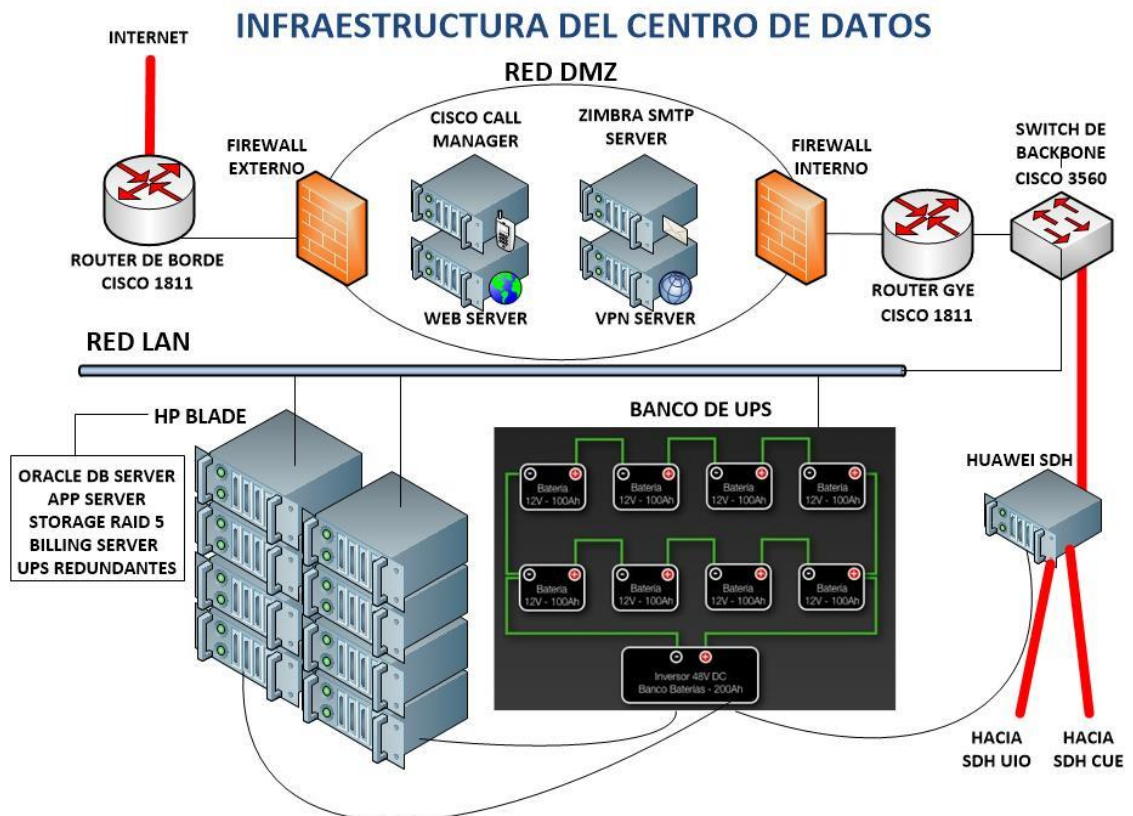 INFRAESTRUCTURA DEL CENTRO DE DATOS
INTERNET
RED DMZ
CISCO CALL
MANAGER
ZIMBRA SMTP
SERVER
FIREWALL
EXTERNO
FIREWALL
INTERNO
SWITCH DE
BACKBONE
CISCO 3560
ROUTER DE BORDE
CISCO 1811
WEB SERVER
VPN SERVER
ROUTER GYE
CISCO 1811
RED LAN
HP BLADE
BANCO DE UPS
ORACLE DB SERVER
APP SERVER
STORAGE RAID 5
BILLING SERVER
UPS REDUNDANTES
HUAWEI SDH
Bateria
12V - 100Ah
Bateria
12V - 100Ah
Bateria
12V - 100Ah
Bateria
12V - 100Ah
Bateria
12V - 100Ah
Bateria
12V - 100Ah
Bateria
12V - 100Ah
Bateria
12V - 100Ah
Inversor 48V DC
Banco Baterias - 200Ah
HACIA
SDH UIO
HACIA
SDH CUE